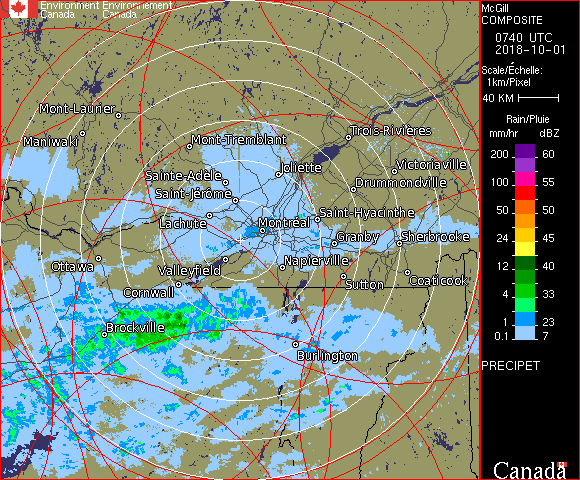 Environment Environnement
Canada Canada
McGill
COMPOSITE
0740 UTC
2018-10-01
Scale/Échelle:
1km/Pixel
40 KM
Rain/Pluie
mm/hr dBZ
200 60
100 55
50 50
24 45
12 40
4 33
1 23
0.1 7
PRECIPET
Canada
Mont-Laurier
Maniwaki
Mont-Tremblant
Trois-Rivières
Sainte-Adèle
Joliette
Victoriaville
Saint-Jérôme
Drummondville
Lachute
Montréal
Saint-Hyacinthe
Granby
Sherbrooke
Ottawa
Valleyfield
Napierville
Cornwall
Sutton
Coaticook
Brockville
Burlington